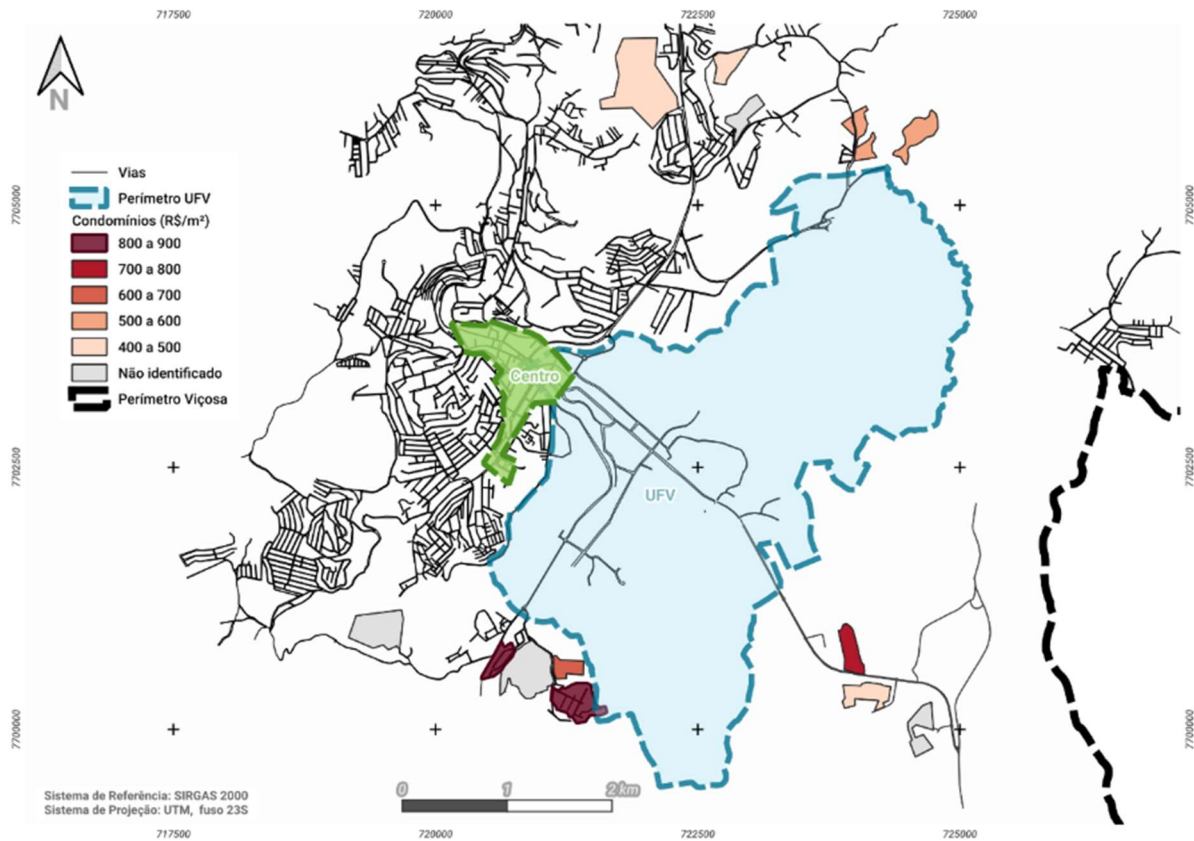 717500 720000 722500 725000
N
Vias
Perímetro UFV
Condomínios (R$/m²)
800 a 900
700 a 800
600 a 700
500 a 600
400 a 500
Não identificado
Perímetro Viçosa
7705000 7705000
Centro
7702500 7702500
UFV
7700000 7700000
0 1 2 km
Sistema de Referência: SIRGAS 2000
Sistema de Projeção: UTM, fuso 23S
717500 720000 722500 725000